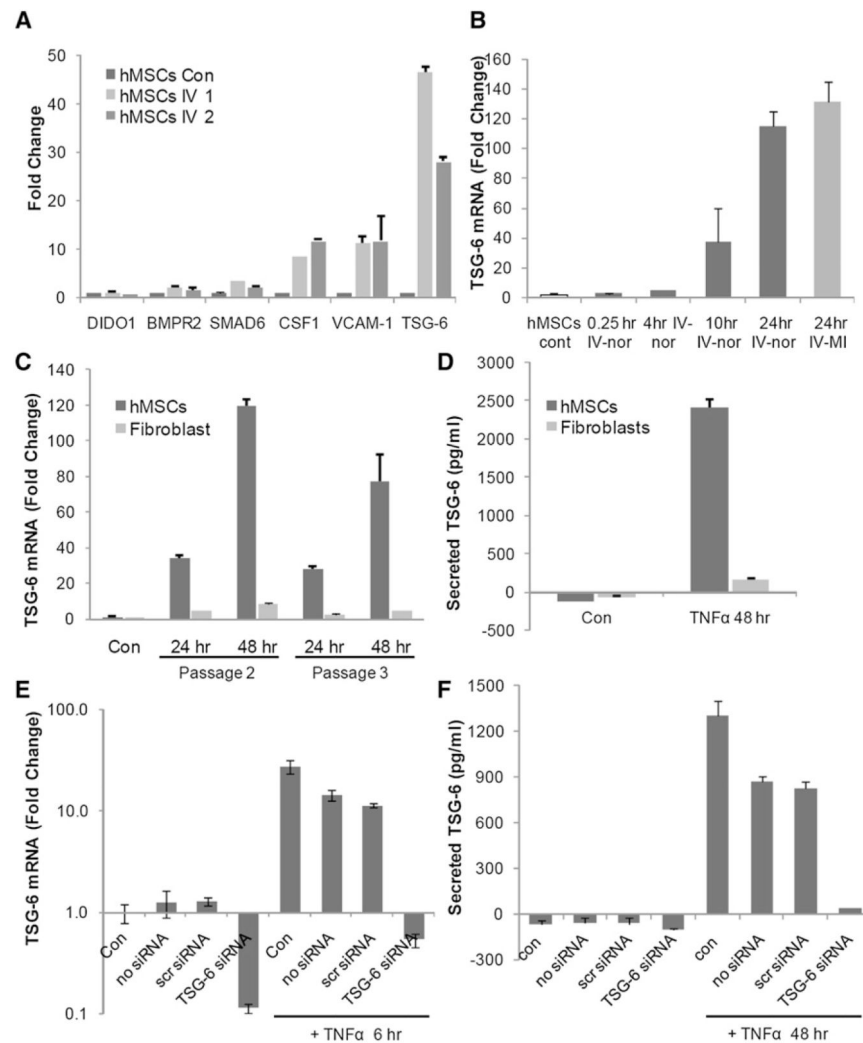 A
Fold Change
50
40
30
20
10
0
hMSCs Con
hMSCs IV 1
hMSCs IV 2
DIDO1 BMPR2 SMAD6 CSF1 VCAM-1 TSG-6
B
TSG-6 mRNA (Fold Change)
160
140
120
100
80
60
40
20
0
hMSCs 0.25 hr 4hr IV- 10hr 24hr 24hr
cont IV-nor nor IV-nor IV-nor IV-MI
C
TSG-6 mRNA (Fold Change)
140
120
100
80
60
40
20
0
hMSCs
Fibroblast
Con 24 hr 48 hr 24 hr 48 hr
Passage 2 Passage 3
D
Secreted TSG-6 (pg/ml)
3000
2500
2000
1500
1000
500
0
-500
hMSCs
Fibroblasts
Con TNFα 48 hr
E
TSG-6 mRNA (Fold Change)
100.0
10.0
1.0
0.1
Con
no siRNA
scr siRNA
TSG-6 siRNA
Con
no siRNA
scr siRNA
TSG-6 siRNA
+ TNFα 6 hr
F
Secreted TSG-6 (pg/ml)
1500
1200
900
600
300
0
-300
con
no siRNA
scr siRNA
TSG-6 siRNA
con
no siRNA
scr siRNA
TSG-6 siRNA
+ TNFα 48 hr